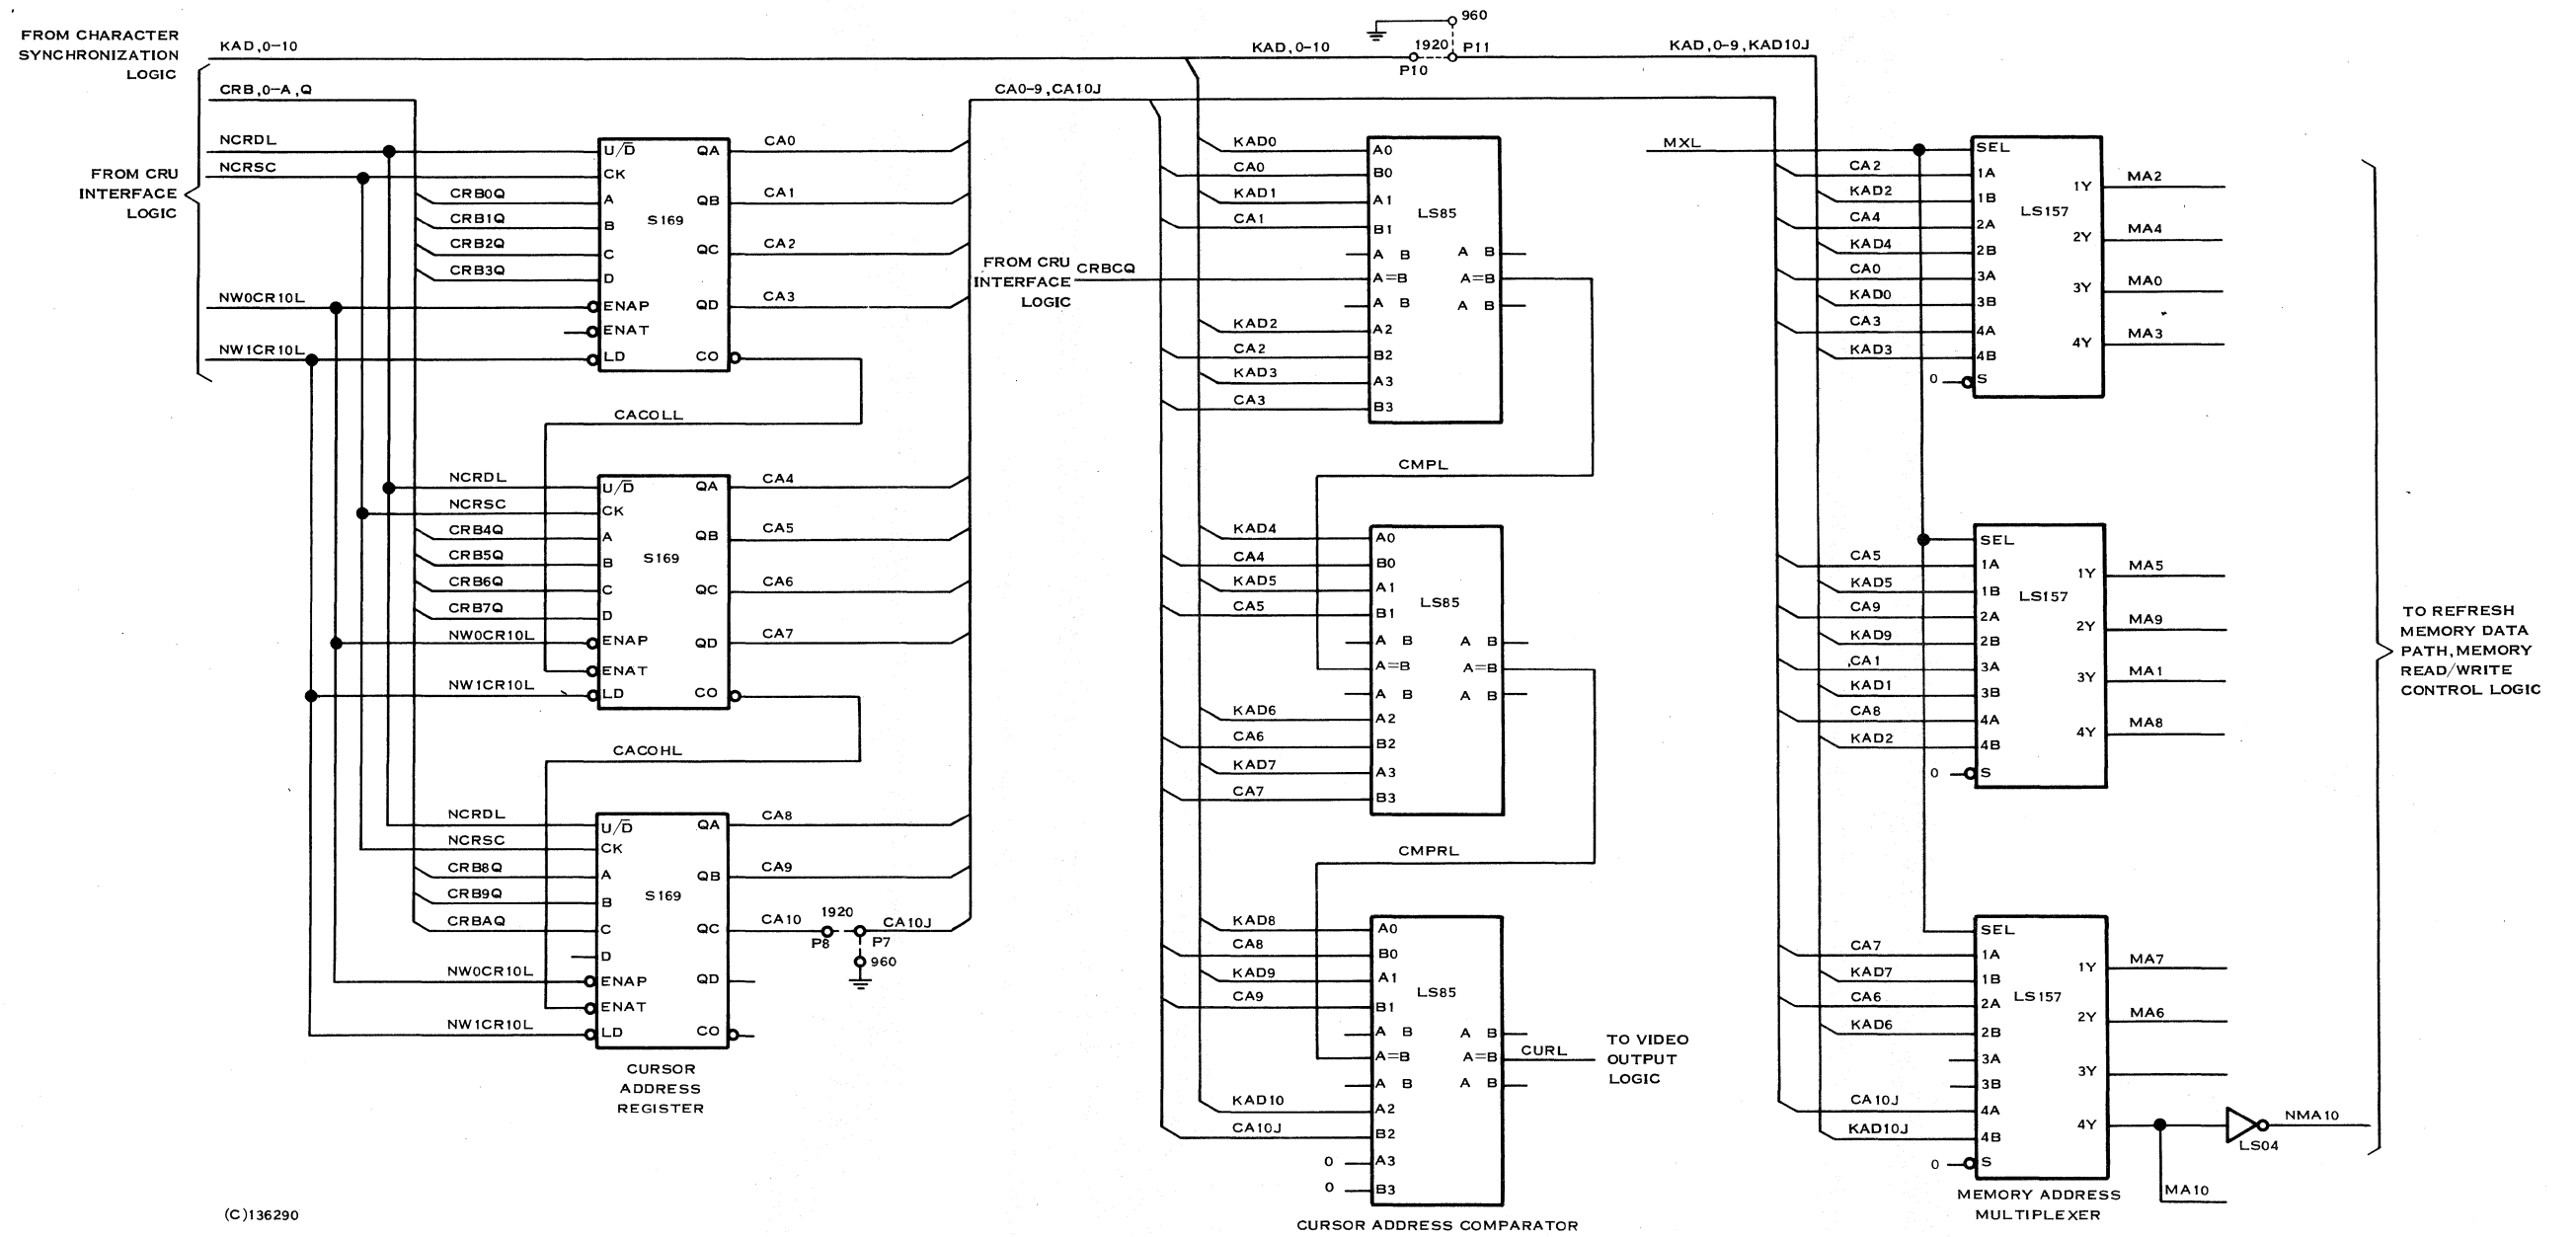 FROM CHARACTER
SYNCHRONIZATION
LOGIC
KAD,0-10
CRB,0-A,Q
NCRDL
NCRSC
FROM CRU
INTERFACE
LOGIC
NW0CR10L
NW1CR10L
CRB0Q
CRB1Q
CRB2Q
CRB3Q
U/D
CK
A
B
C
D
ENAP
ENAT
LD
S169
QA
QB
QC
QD
CO
CA0
CA1
CA2
CA3
CACOLL
NCRDL
NCRSC
CRB4Q
CRB5Q
CRB6Q
CRB7Q
NW0CR10L
NW1CR10L
U/D
CK
A
B
C
D
ENAP
ENAT
LD
S169
QA
QB
QC
QD
CO
CA4
CA5
CA6
CA7
CACOHL
NCRDL
NCRSC
CRB8Q
CRB9Q
CRBAQ
NW0CR10L
NW1CR10L
U/D
CK
A
B
C
D
ENAP
ENAT
LD
S169
QA
QB
QC
QD
CO
CA8
CA9
CA10
1920
P8
P7
CA10J
960
CURSOR
ADDRESS
REGISTER
(C)136290
CA0-9,CA10J
KAD,0-10
1920
P10
P11
960
KAD,0-9,KAD10J
FROM CRU
INTERFACE
LOGIC
CRBCQ
KAD0
CA0
KAD1
CA1
KAD2
CA2
KAD3
CA3
A0
B0
A1
B1
A B
A=B
A B
A2
B2
A3
B3
LS85
A B
A=B
A B
CMPL
KAD4
CA4
KAD5
CA5
KAD6
CA6
KAD7
CA7
A0
B0
A1
B1
A B
A=B
A B
A2
B2
A3
B3
LS85
A B
A=B
A B
CMPRL
KAD8
CA8
KAD9
CA9
KAD10
CA10J
0
0
A0
B0
A1
B1
A B
A=B
A B
A2
B2
A3
B3
LS85
A B
A=B
A B
CURL
TO VIDEO
OUTPUT
LOGIC
CURSOR ADDRESS COMPARATOR
MXL
CA2
KAD2
CA4
KAD4
CA0
KAD0
CA3
KAD3
0
SEL
1A
1B
2A
2B
3A
3B
4A
4B
S
LS157
1Y
2Y
3Y
4Y
MA2
MA4
MA0
MA3
CA5
KAD5
CA9
KAD9
CA1
KAD1
CA8
KAD2
0
SEL
1A
1B
2A
2B
3A
3B
4A
4B
S
LS157
1Y
2Y
3Y
4Y
MA5
MA9
MA1
MA8
CA7
KAD7
CA6
KAD6
CA10J
KAD10J
0
SEL
1A
1B
2A
2B
3A
3B
4A
4B
S
LS157
1Y
2Y
3Y
4Y
MA7
MA6
NMA10
LS04
MA10
MEMORY ADDRESS
MULTIPLEXER
TO REFRESH
MEMORY DATA
PATH,MEMORY
READ/WRITE
CONTROL LOGIC